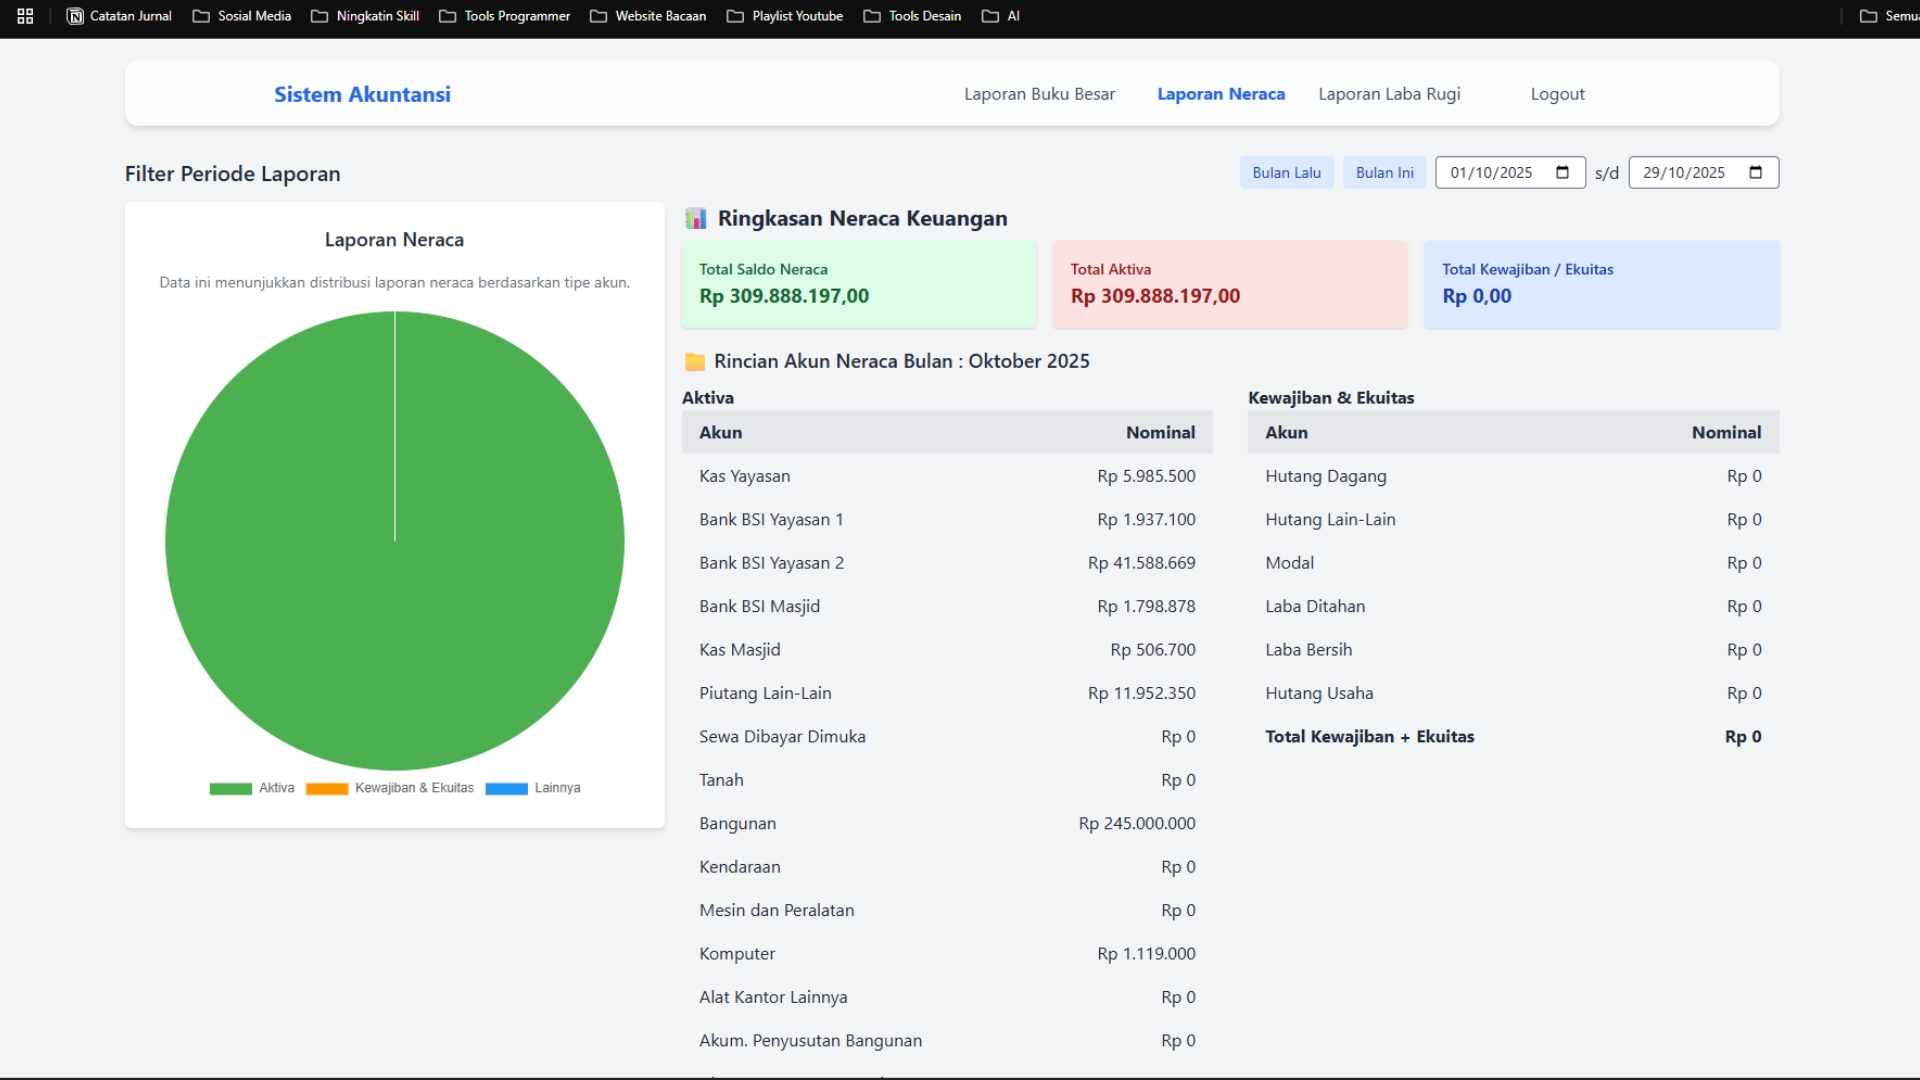 Catatan Jurnal Sosial Media Ningkatin Skill Tools Programmer Website Bacaan Playlist Youtube Tools Desain AI
Sistem Akuntansi Laporan Buku Besar Laporan Neraca Laporan Laba Rugi Logout
Filter Periode Laporan Bulan Lalu Bulan Ini 01/10/2025 s/d 29/10/2025
Laporan Neraca
Data ini menunjukkan distribusi laporan neraca berdasarkan tipe akun.
Aktiva Kewajiban & Ekuitas Lainnya
Ringkasan Neraca Keuangan
Total Saldo Neraca
Rp 309.888.197,00
Total Aktiva
Rp 309.888.197,00
Total Kewajiban / Ekuitas
Rp 0,00
Rincian Akun Neraca Bulan : Oktober 2025
Aktiva
Akun Nominal
Kas Yayasan Rp 5.985.500
Bank BSI Yayasan 1 Rp 1.937.100
Bank BSI Yayasan 2 Rp 41.588.669
Bank BSI Masjid Rp 1.798.878
Kas Masjid Rp 506.700
Piutang Lain-Lain Rp 11.952.350
Sewa Dibayar Dimuka Rp 0
Tanah Rp 0
Bangunan Rp 245.000.000
Kendaraan Rp 0
Mesin dan Peralatan Rp 0
Komputer Rp 1.119.000
Alat Kantor Lainnya Rp 0
Akum. Penyusutan Bangunan Rp 0
Kewajiban & Ekuitas
Akun Nominal
Hutang Dagang Rp 0
Hutang Lain-Lain Rp 0
Modal Rp 0
Laba Ditahan Rp 0
Laba Bersih Rp 0
Hutang Usaha Rp 0
Total Kewajiban + Ekuitas Rp 0